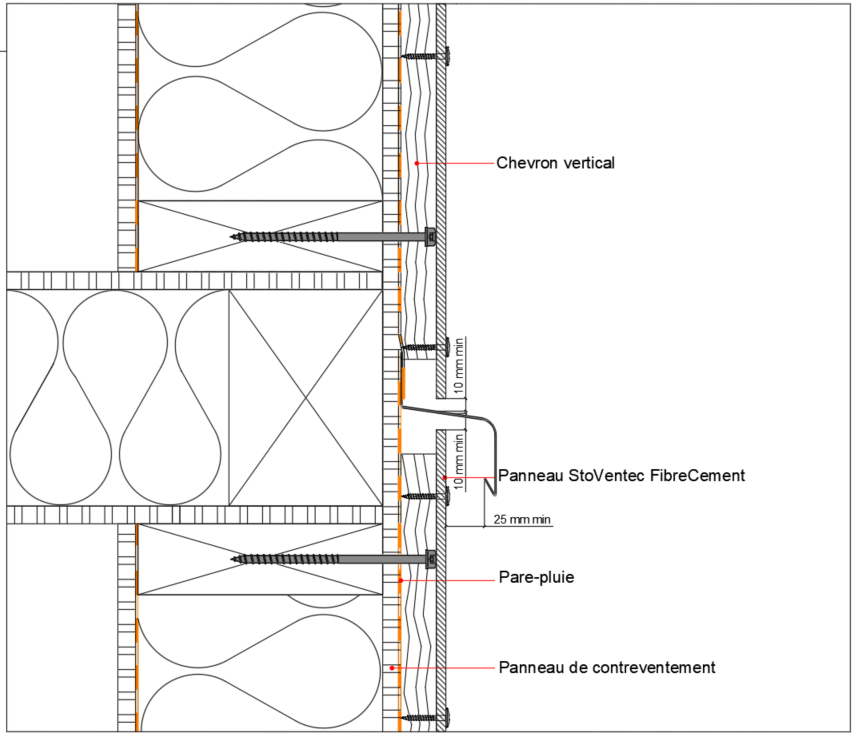 Chevron vertical
10 mm min
10 mm min
Panneau StoVentec FibreCement
25 mm min
Pare-pluie
Panneau de contreventement